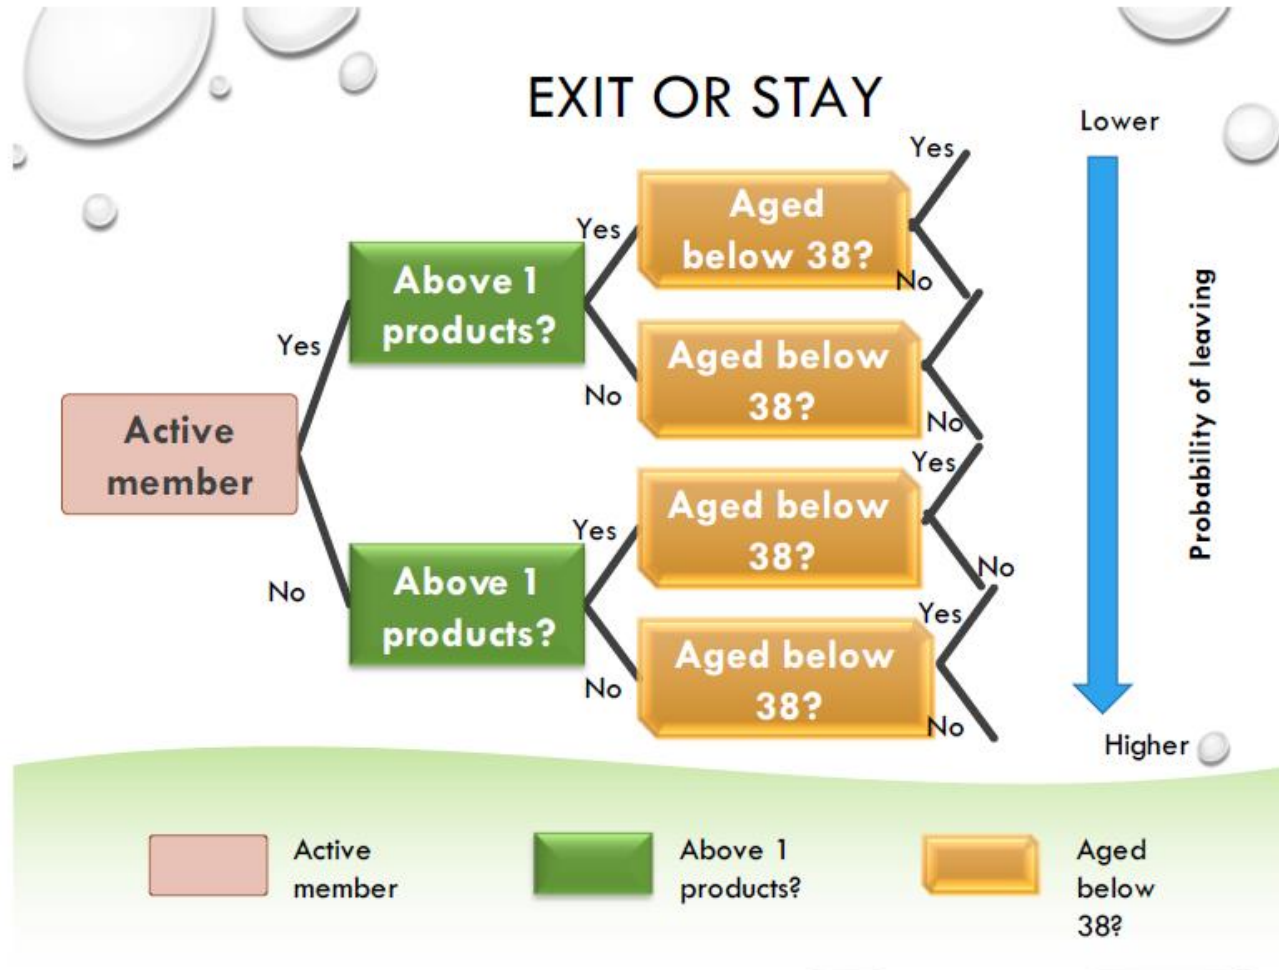 EXIT OR STAY
Lower
Yes
Aged
below 38?
Yes
No
Above 1
products?
Yes
Aged below
38?
No
No
Active
member
Yes
Aged below
38?
Yes
No
No
Above 1
products?
Yes
Aged below
38?
No
No
Probability of leaving
Higher
Active
member
Above 1
products?
Aged
below
38?